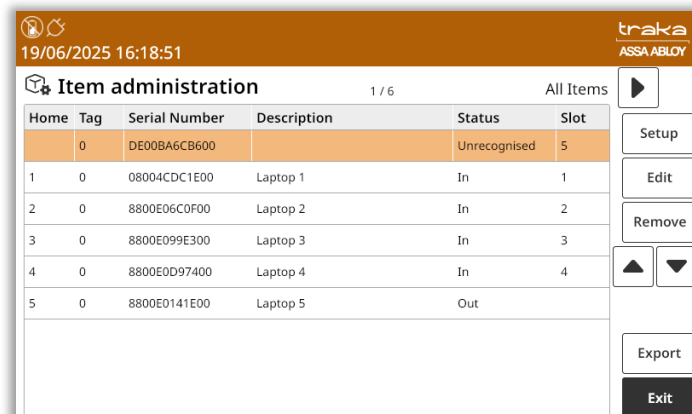 traka
19/06/2025 16:18:51
ASSA ABLOY
Item administration 1 / 6 All Items
Home Tag Serial Number Description Status Slot
0 DE00BA6CB600 Unrecognised 5
Setup
1 0 08004CDC1E00 Laptop 1 In 1
Edit
2 0 8800E06C0F00 Laptop 2 In 2
Remove
3 0 8800E099E300 Laptop 3 In 3
4 0 8800E0D97400 Laptop 4 In 4
5 0 8800E0141E00 Laptop 5 Out
Export
Exit